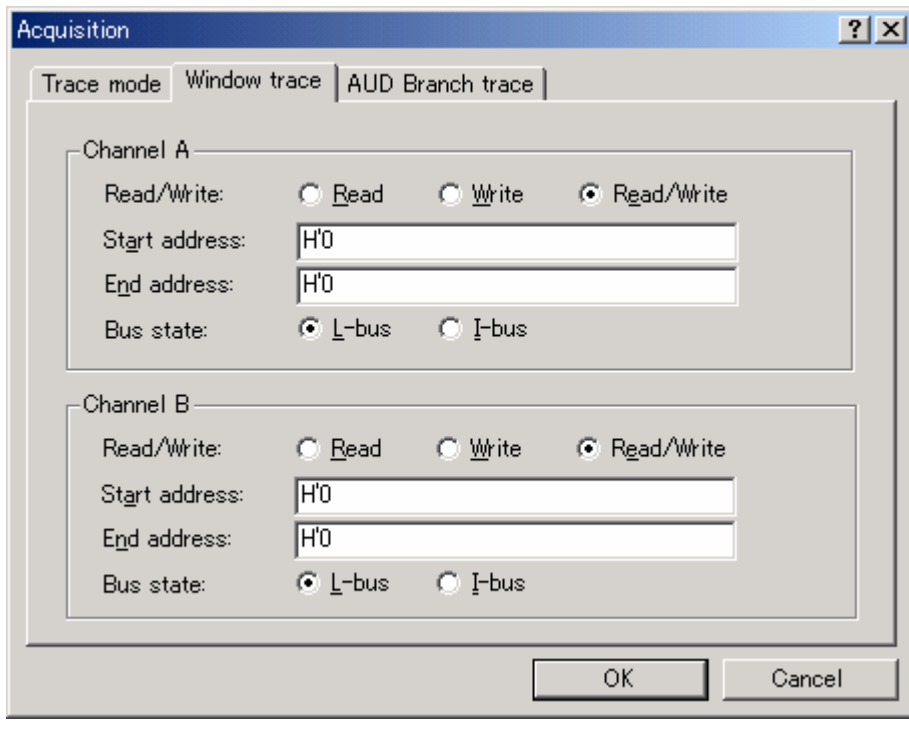 Acquisition
Trace mode Window trace AUD Branch trace
Channel A
Read/Write: Read Write Read/Write
Start address: H'0
End address: H'0
Bus state: L-bus I-bus
Channel B
Read/Write: Read Write Read/Write
Start address: H'0
End address: H'0
Bus state: L-bus I-bus
OK Cancel